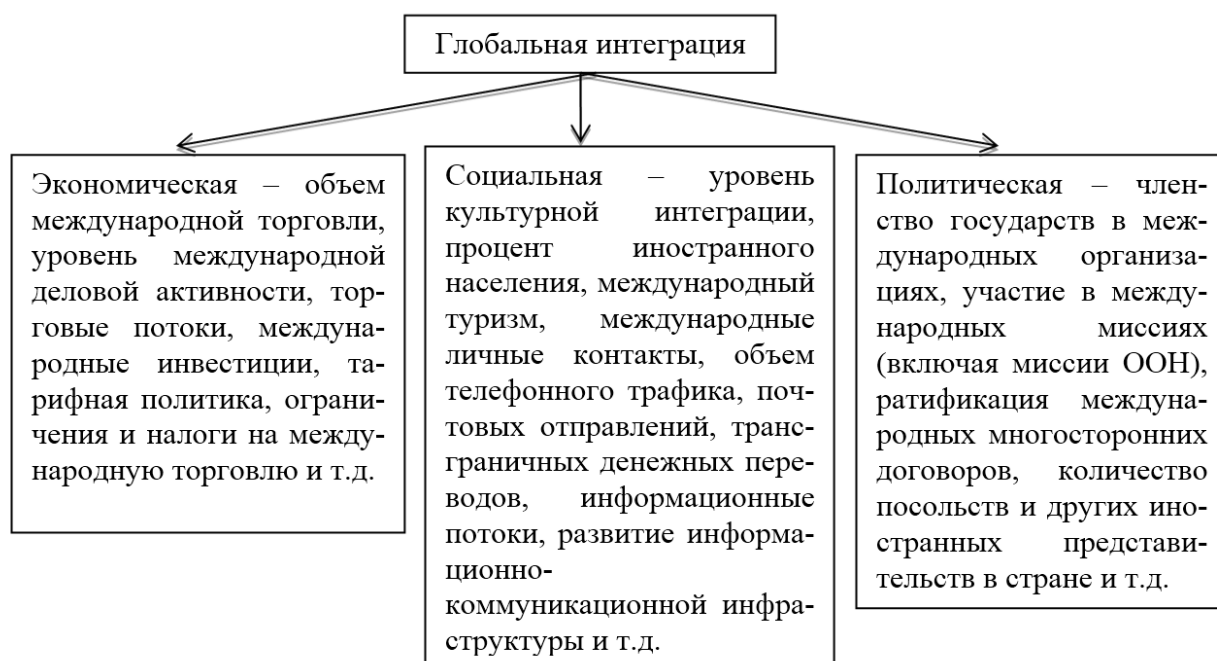 Глобальная интеграция
Экономическая – объем
международной торговли,
уровень международной
деловой активности, тор-
говые потоки, междуна-
родные инвестиции, та-
рифная политика, ограни-
чения и налоги на между-
народную торговлю и т.д.
Социальная – уровень
культурной интеграции,
процент иностранного
населения, международный
туризм, международные
личные контакты, объем
телефонного трафика, поч-
товых отправлений, транс-
граничных денежных пере-
водов, информационные
потоки, развитие информа-
ционно-
коммуникационной инфра-
структуры и т.д.
Политическая – член-
ство государств в меж-
дународных организа-
циях, участие в между-
народных миссиях
(включая миссии ООН),
ратификация междуна-
родных многосторонних
договоров, количество
посольств и других ино-
странных представи-
тельств в стране и т.д.